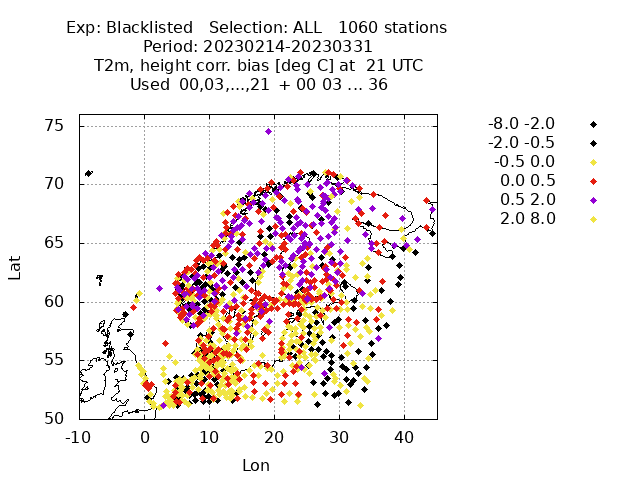 Exp: Blacklisted   Selection: ALL   1060 stations
Period: 20230214-20230331
T2m, height corr. bias [deg C] at  21 UTC
Used  00,03,...,21  + 00 03 ... 36
-8.0 -2.0
-2.0 -0.5
-0.5 0.0
0.0 0.5
0.5 2.0
2.0 8.0
75
70
65
60
55
50
Lat
-10 0 10 20 30 40
Lon